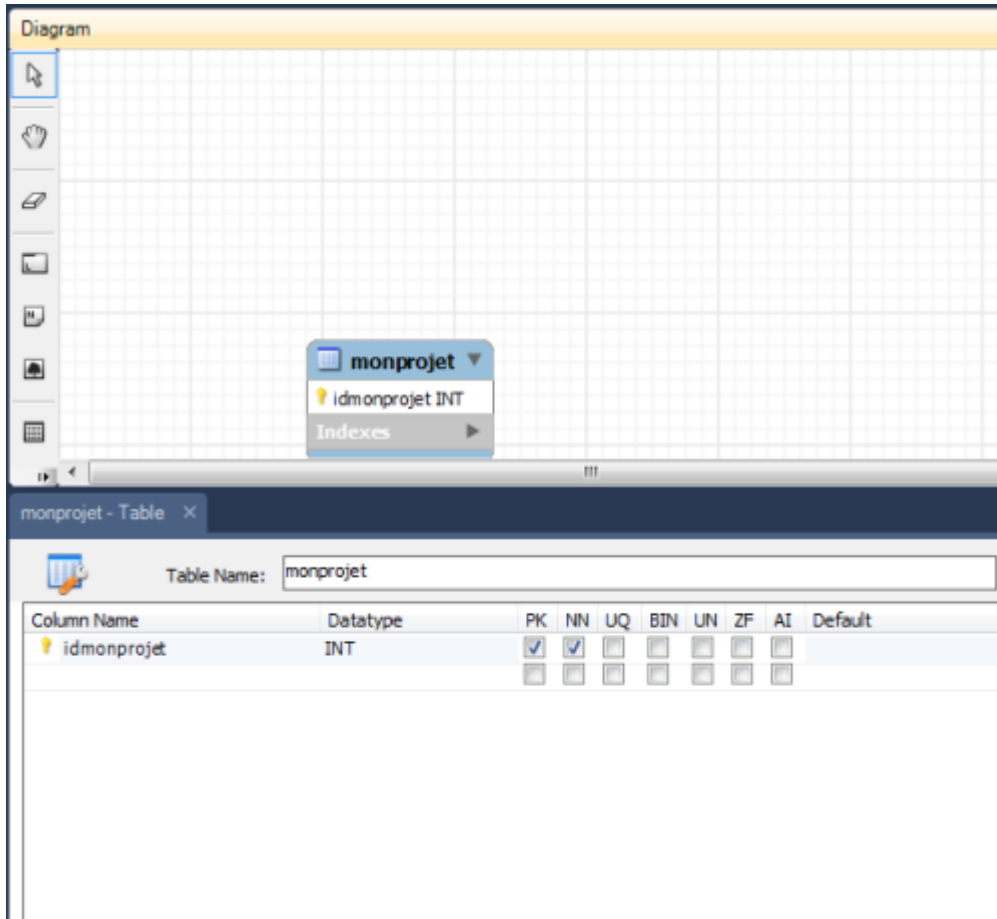 Diagram
monprojet
idmonprojet INT
Indexes
monprojet - Table
Table Name: monprojet
Column Name Datatype PK NN UQ BIN UN ZF AI Default
idmonprojet INT